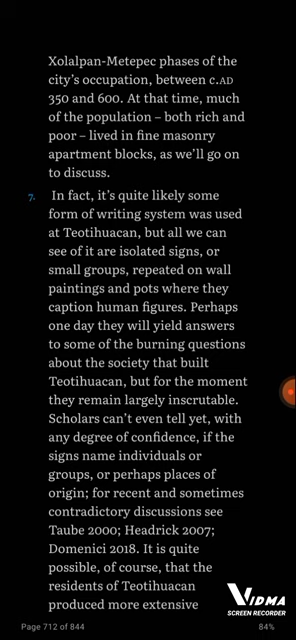 Xolalpan-Metepec phases of the
city's occupation, between c.AD
350 and 600. At that time, much
of the population – both rich and
poor – lived in fine masonry
apartment blocks, as we'll go on
to discuss.
7. In fact, it's quite likely some
form of writing system was used
at Teotihuacan, but all we can
see of it are isolated signs, or
small groups, repeated on wall
paintings and pots where they
caption human figures. Perhaps
one day they will yield answers
to some of the burning questions
about the society that built
Teotihuacan, but for the moment
they remain largely inscrutable.
Scholars can't even tell yet, with
any degree of confidence, if the
signs name individuals or
groups, or perhaps places of
origin; for recent and sometimes
contradictory discussions see
Taube 2000; Headrick 2007;
Domenici 2018. It is quite
possible, of course, that the
residents of Teotihuacan
produced more extensive
VIDMA
SCREEN RECORDER
Page 712 of 844 84%